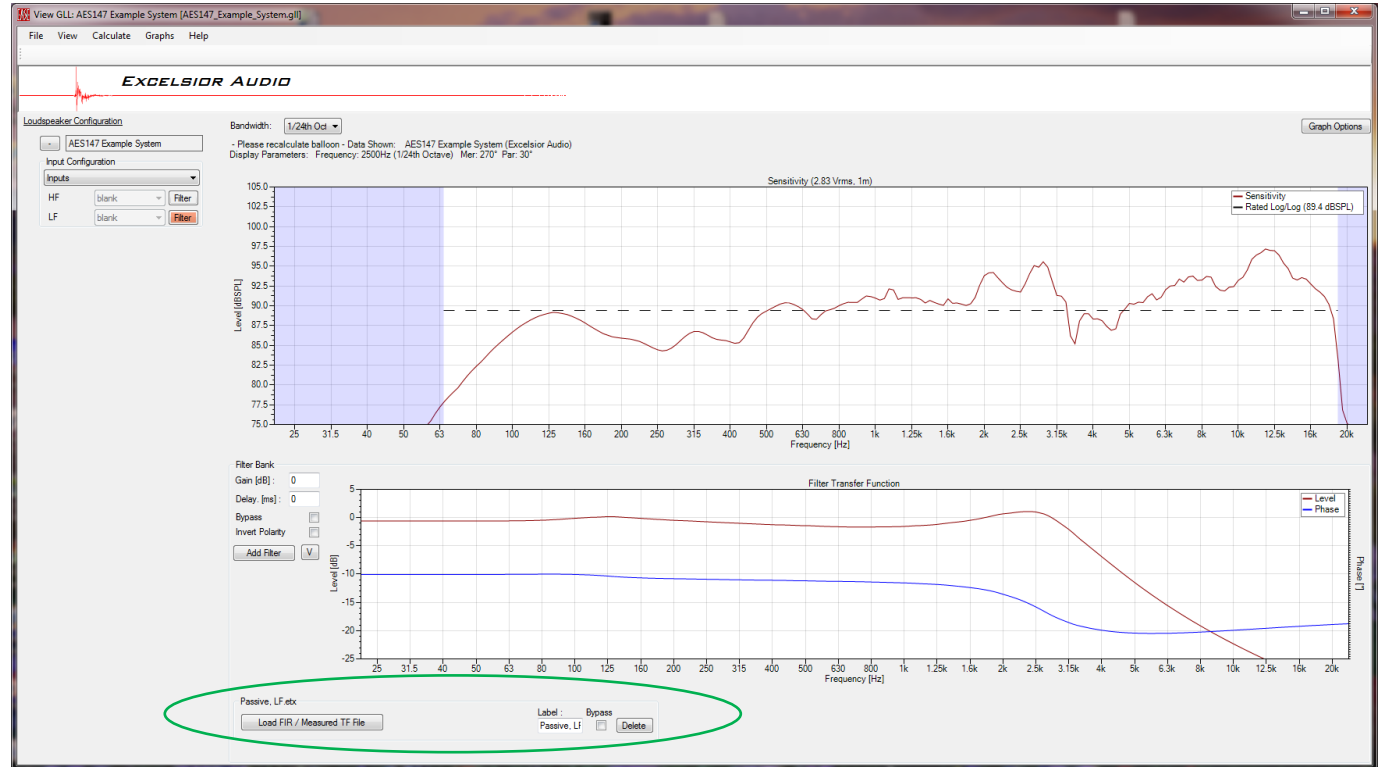 View GLL: AES147 Example System [AES147_Example_System.gll]
File View Calculate Graphs Help
EXCELSIOR AUDIO
Loudspeaker Configuration
- AES147 Example System
Input Configuration
Inputs
HF blank Filter
LF blank Filter
Bandwidth: 1/24th Oct
Graph Options
- Please recalculate balloon - Data Shown: AES147 Example System (Excelsior Audio)
Display Parameters: Frequency: 2500Hz (1/24th Octave) Mer: 270° Par: 30°
Sensitivity (2.83 Vrms, 1m)
Sensitivity
Rated Log/Log (89.4 dBSPL)
Level [dBSPL]
105.0
102.5
100.0
97.5
95.0
92.5
90.0
87.5
85.0
82.5
80.0
77.5
75.0
25 31.5 40 50 63 80 100 125 160 200 250 315 400 500 630 800 1k 1.25k 1.6k 2k 2.5k 3.15k 4k 5k 6.3k 8k 10k 12.5k 16k 20k
Frequency [Hz]
Filter Bank
Gain [dB] : 0
Delay. [ms] : 0
Bypass
Invert Polarity
Add Filter V
Filter Transfer Function
Level
Phase
Level [dB]
5
0
-5
-10
-15
-20
-25
Phase [°]
25 31.5 40 50 63 80 100 125 160 200 250 315 400 500 630 800 1k 1.25k 1.6k 2k 2.5k 3.15k 4k 5k 6.3k 8k 10k 12.5k 16k 20k
Frequency [Hz]
Passive, LF.etx
Load FIR / Measured TF File
Label : Bypass
Passive, LF Delete